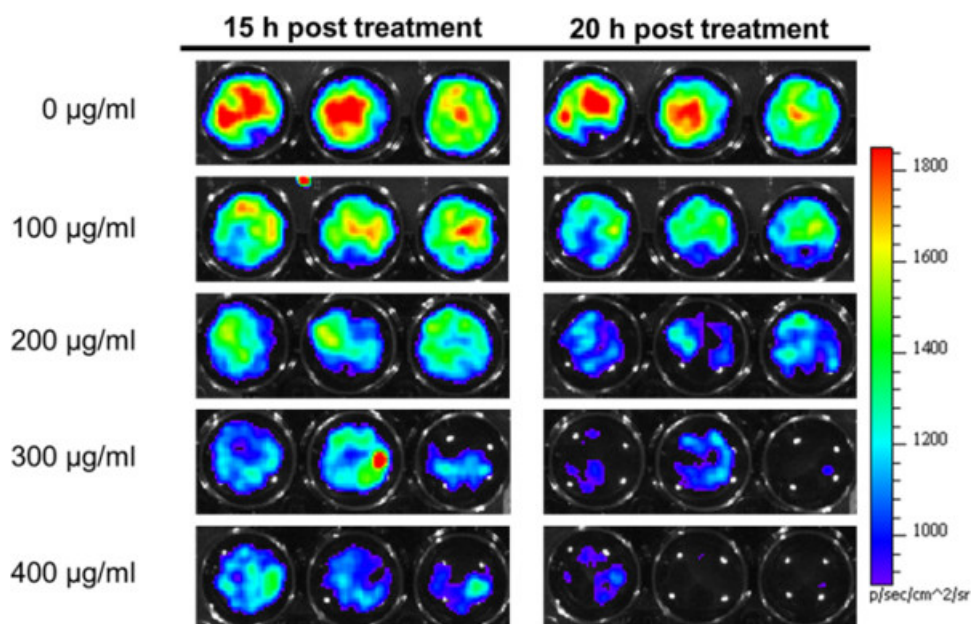 15 h post treatment 20 h post treatment
0 µg/ml
100 µg/ml
200 µg/ml
300 µg/ml
400 µg/ml
1800
1600
1400
1200
1000
p/sec/cm^2/sr